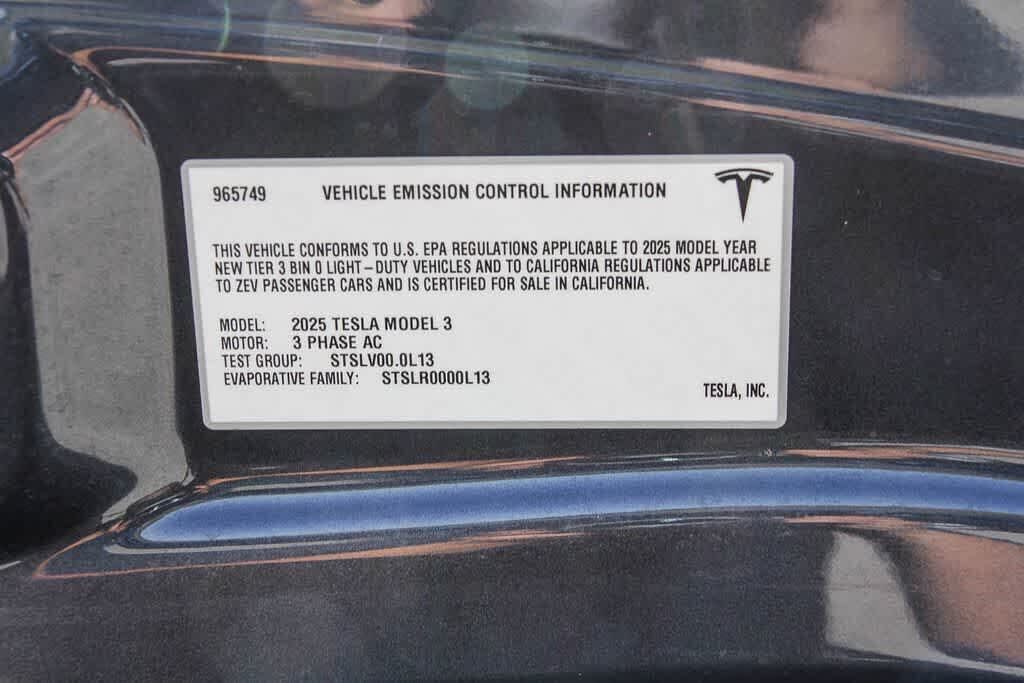 965749 VEHICLE EMISSION CONTROL INFORMATION
THIS VEHICLE CONFORMS TO U.S. EPA REGULATIONS APPLICABLE TO 2025 MODEL YEAR
NEW TIER 3 BIN 0 LIGHT-DUTY VEHICLES AND TO CALIFORNIA REGULATIONS APPLICABLE
TO ZEV PASSENGER CARS AND IS CERTIFIED FOR SALE IN CALIFORNIA.
MODEL: 2025 TESLA MODEL 3
MOTOR: 3 PHASE AC
TEST GROUP: STSLV00.0L13
EVAPORATIVE FAMILY: STSLR0000L13
TESLA, INC.